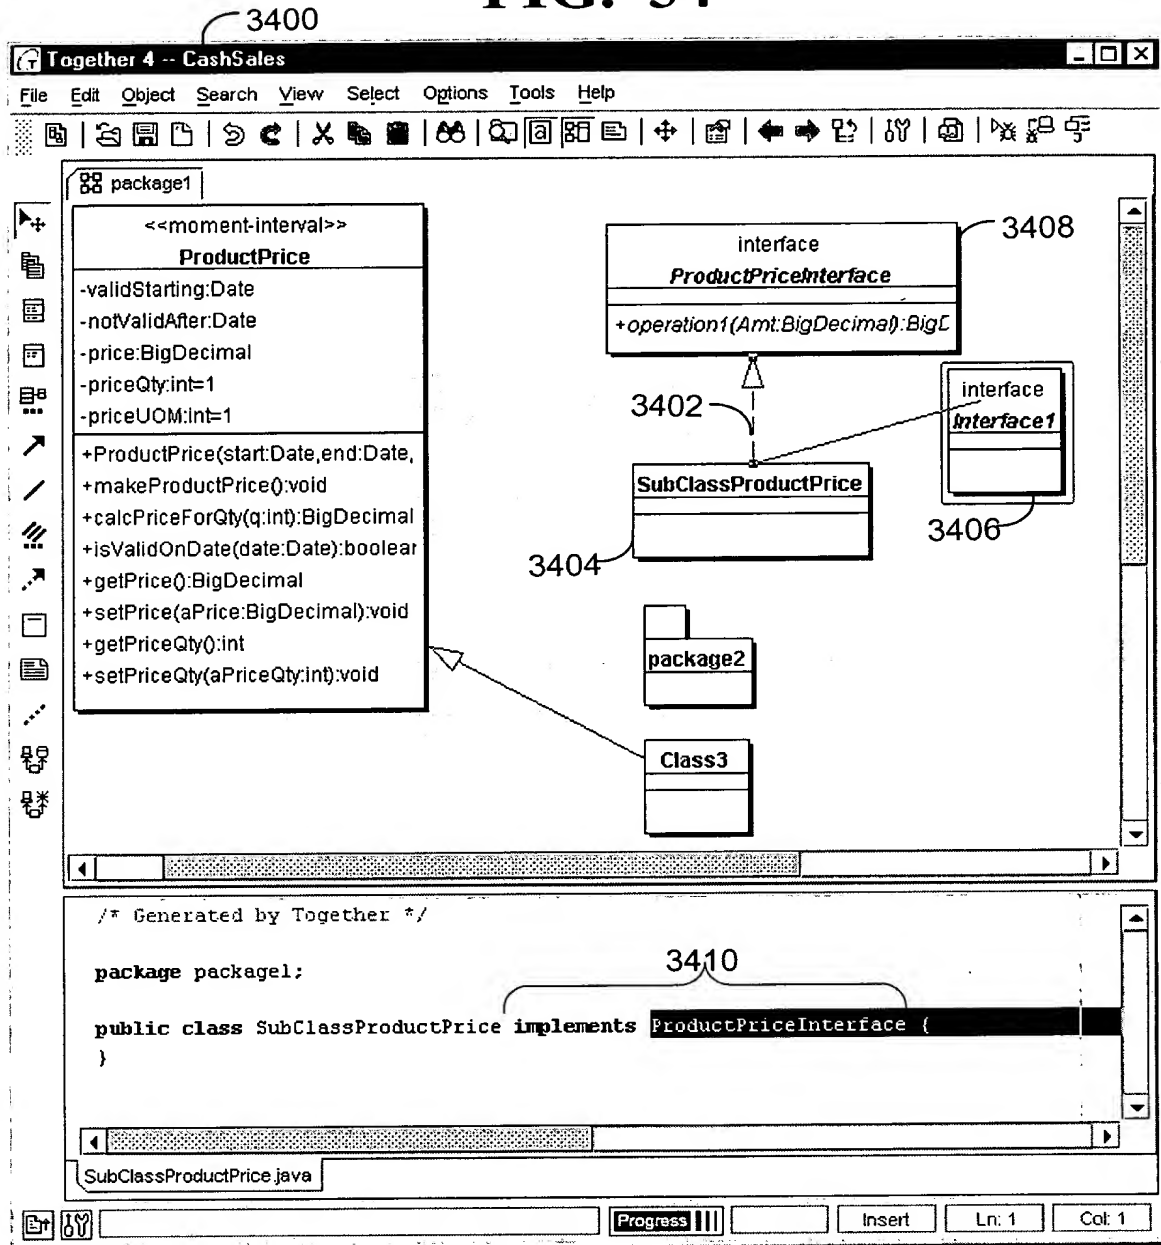 FIG. 34
3400
Together 4 -- CashSales
File Edit Object Search View Select Options Tools Help
package1
<<moment-interval>>
ProductPrice
-validStarting:Date
-notValidAfter:Date
-price:BigDecimal
-priceQty:int=1
-priceUOM:int=1
+ProductPrice(start:Date,end:Date,
+makeProductPrice():void
+calcPriceForQty(q:int):BigDecimal
+isValidOnDate(date:Date):boolear
+getPrice():BigDecimal
+setPrice(aPrice:BigDecimal):void
+getPriceQty():int
+setPriceQty(aPriceQty:int):void
3408
interface
ProductPriceInterface
+operation1(Amt:BigDecimal):BigD
3402
interface
Interface1
3406
SubClassProductPrice
3404
package2
Class3
/* Generated by Together */
package package1;
3410
public class SubClassProductPrice implements ProductPriceInterface {
}
SubClassProductPrice.java
Progress Insert Ln: 1 Col: 1